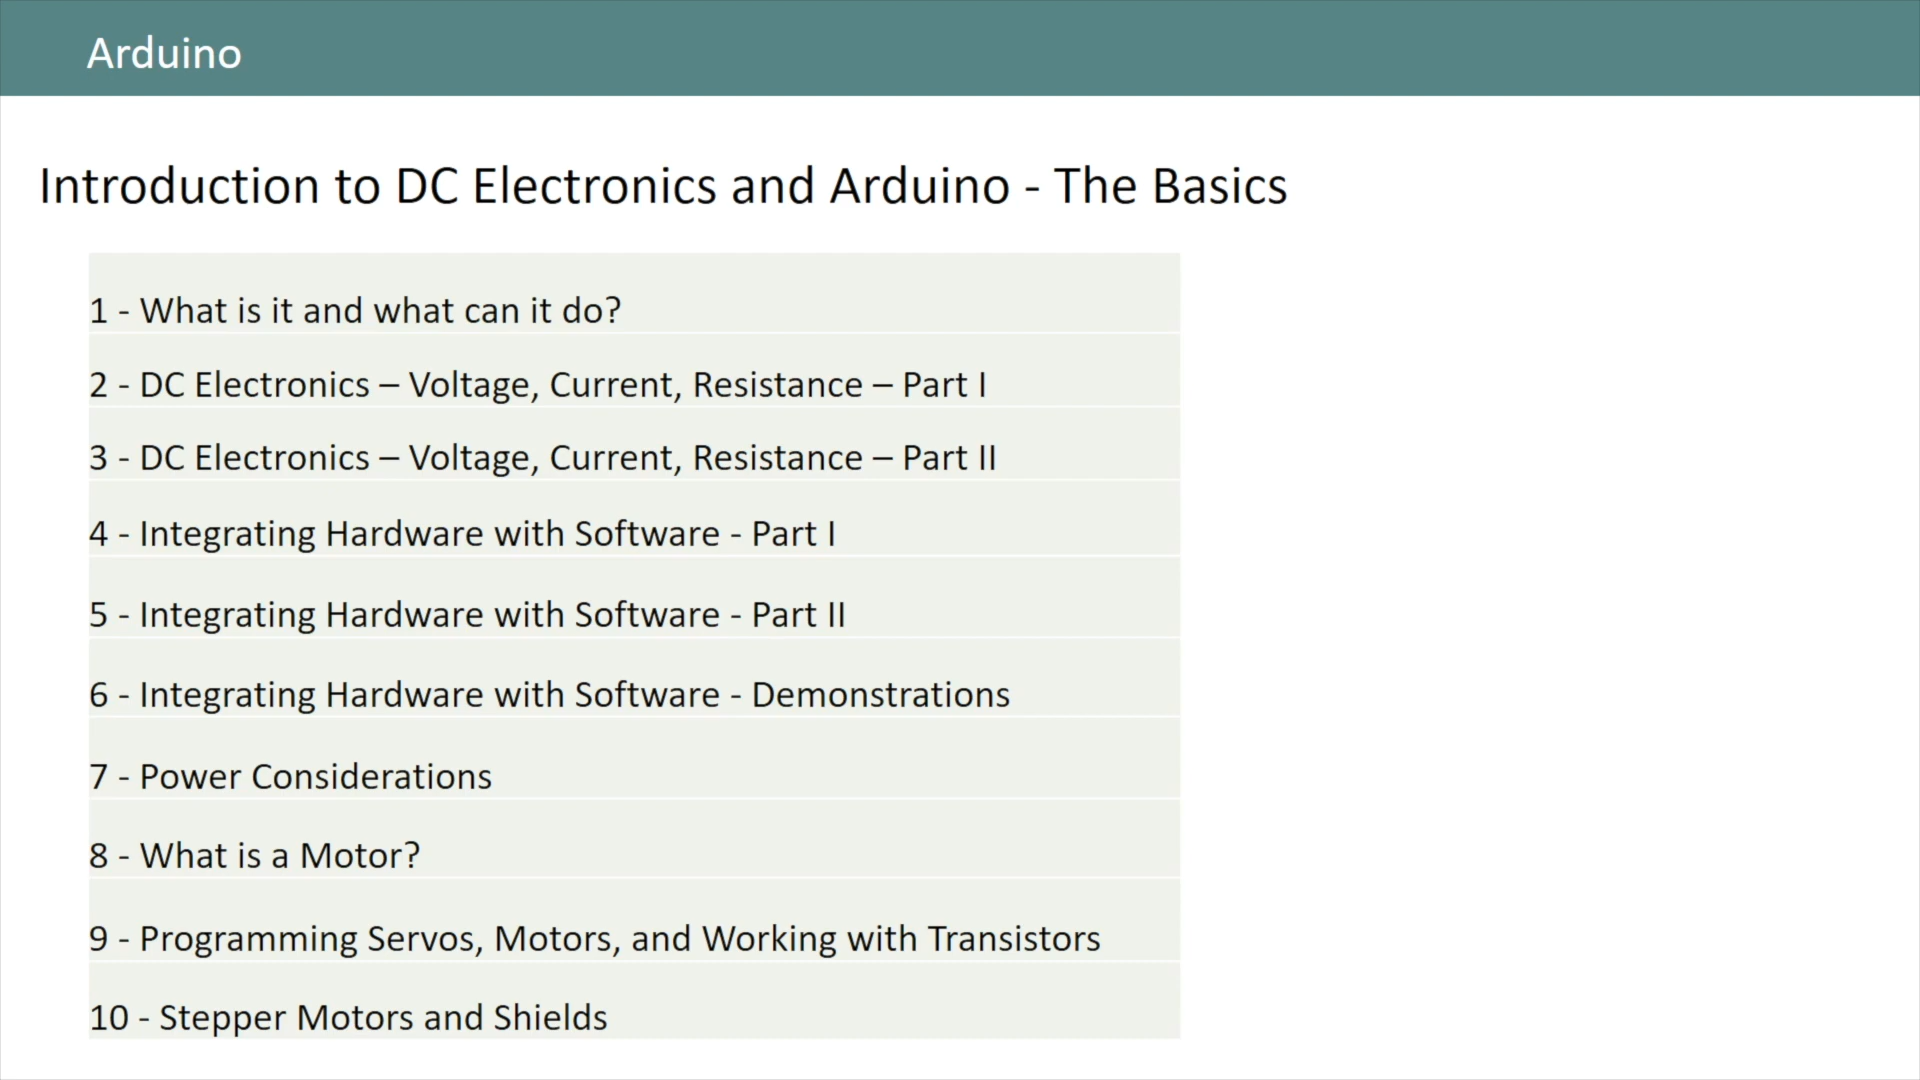 Arduino
Introduction to DC Electronics and Arduino - The Basics
1 - What is it and what can it do?
2 - DC Electronics – Voltage, Current, Resistance – Part I
3 - DC Electronics – Voltage, Current, Resistance – Part II
4 - Integrating Hardware with Software - Part I
5 - Integrating Hardware with Software - Part II
6 - Integrating Hardware with Software - Demonstrations
7 - Power Considerations
8 - What is a Motor?
9 - Programming Servos, Motors, and Working with Transistors
10 - Stepper Motors and Shields